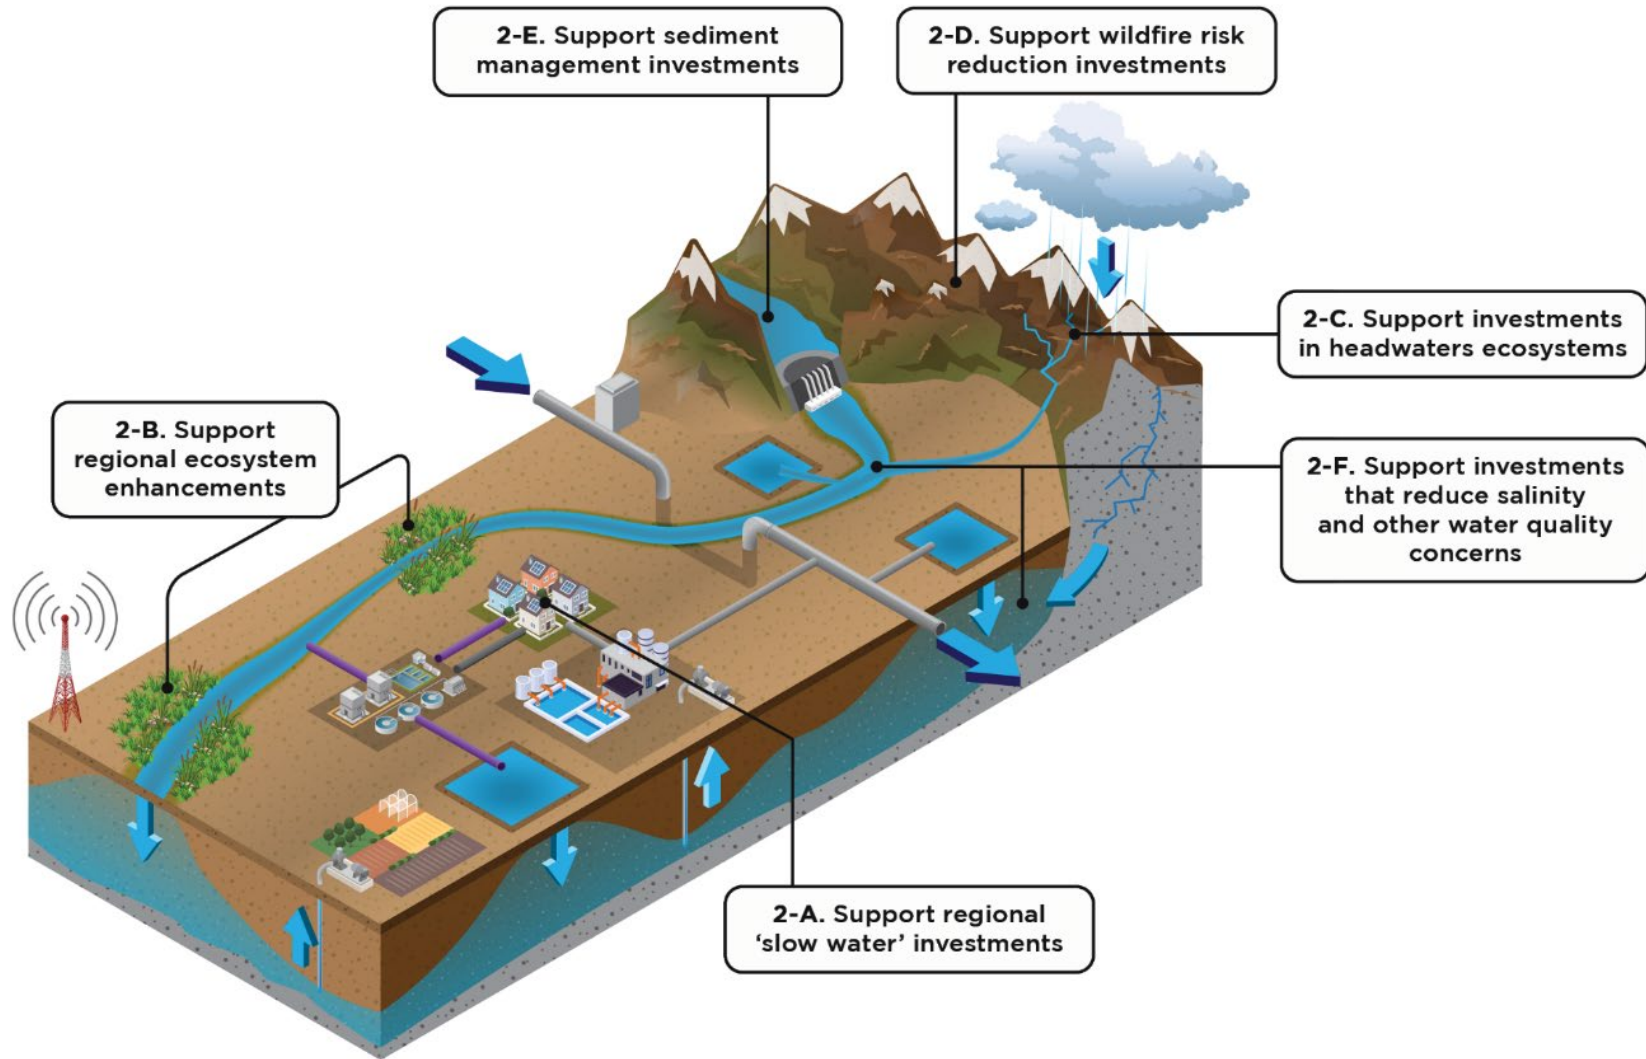 2-E. Support sediment
management investments
2-D. Support wildfire risk
reduction investments
2-C. Support investments
in headwaters ecosystems
2-B. Support
regional ecosystem
enhancements
2-F. Support investments
that reduce salinity
and other water quality
concerns
2-A. Support regional
‘slow water’ investments